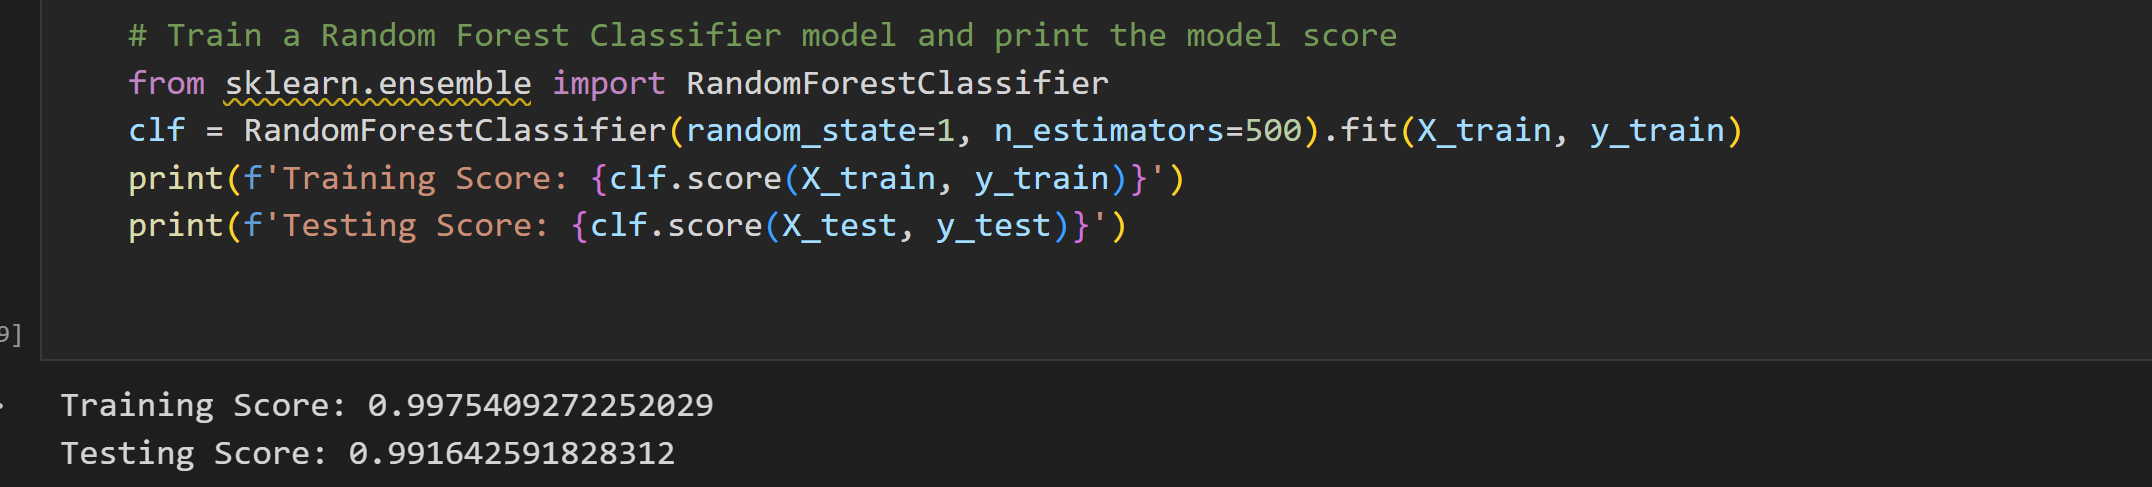 # Train a Random Forest Classifier model and print the model score
from sklearn.ensemble import RandomForestClassifier
clf = RandomForestClassifier(random_state=1, n_estimators=500).fit(X_train, y_train)
print(f'Training Score: {clf.score(X_train, y_train)}')
print(f'Testing Score: {clf.score(X_test, y_test)}')
9]
Training Score: 0.9975409272252029
Testing Score: 0.991642591828312